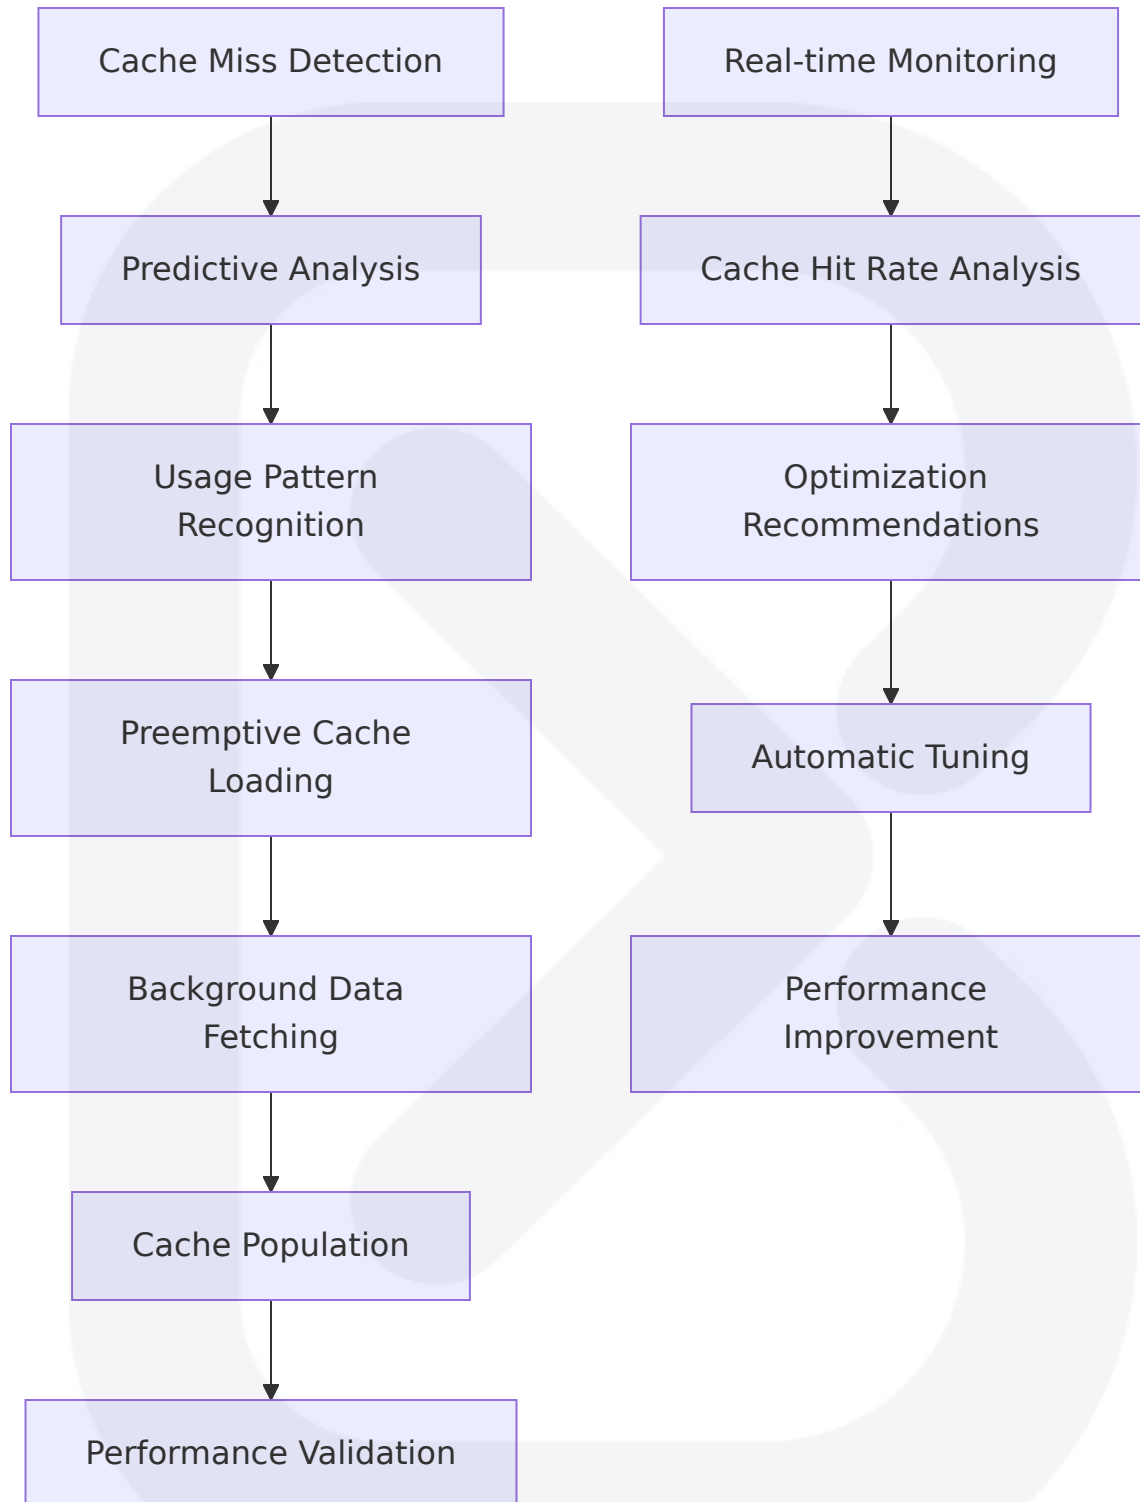 Cache Miss Detection
Predictive Analysis
Usage Pattern
Recognition
Preemptive Cache
Loading
Background Data
Fetching
Cache Population
Performance Validation
Real-time Monitoring
Cache Hit Rate Analysis
Optimization
Recommendations
Automatic Tuning
Performance
Improvement